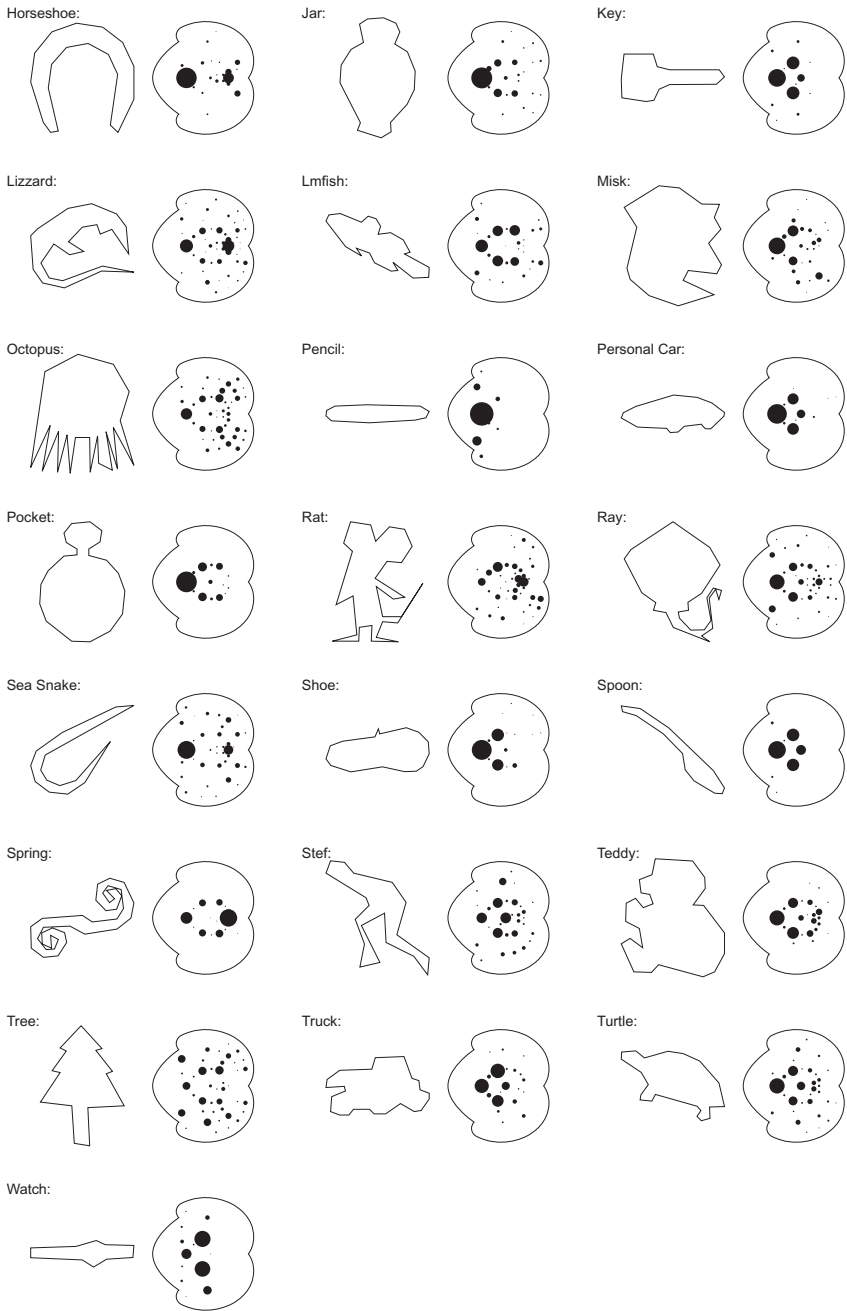 Horseshoe:
Jar:
Key:
Lizzard:
Lmfish:
Misk:
Octopus:
Pencil:
Personal Car:
Pocket:
Rat:
Ray:
Sea Snake:
Shoe:
Spoon:
Spring:
Stef:
Teddy:
Tree:
Truck:
Turtle:
Watch: